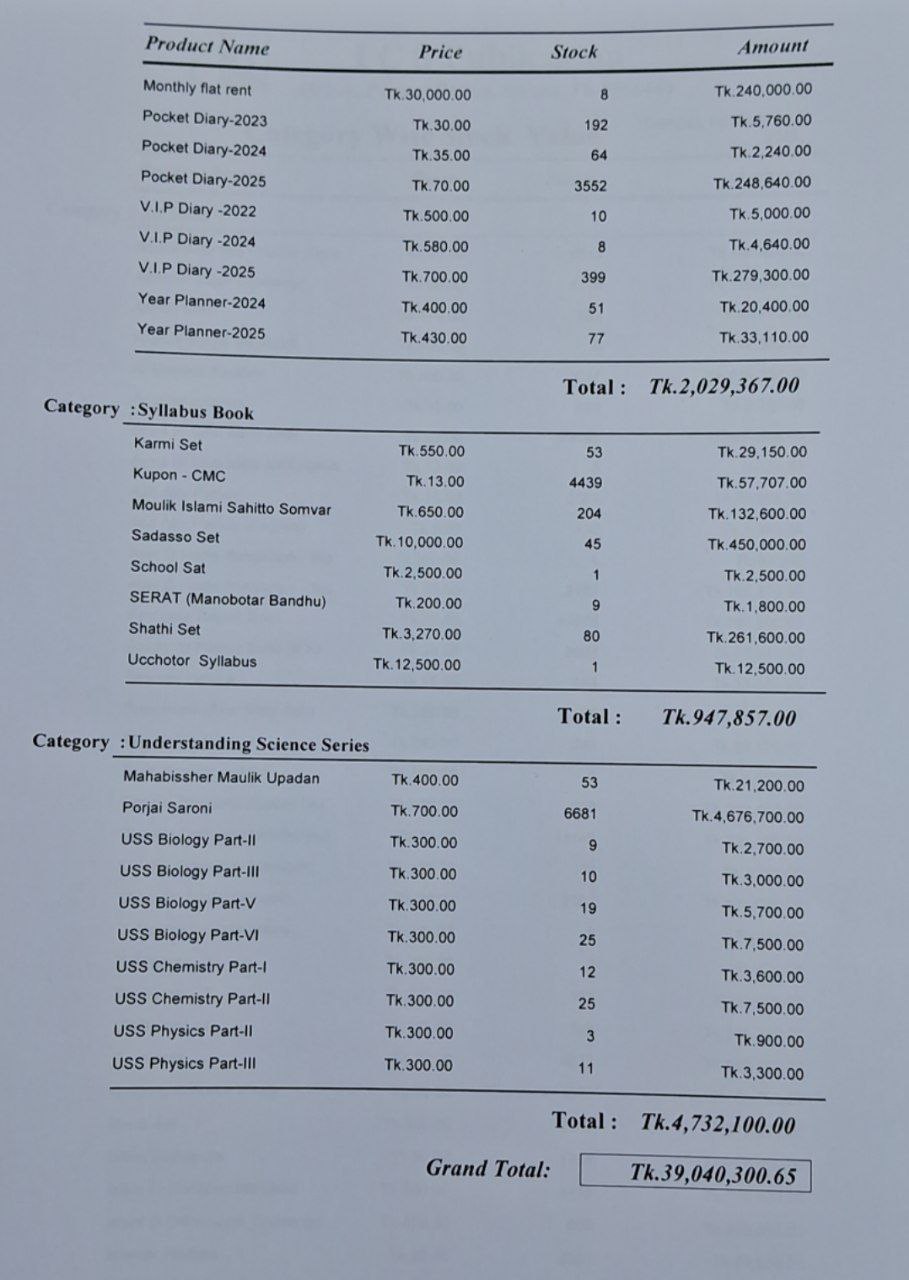 Product Name Price Stock Amount
Monthly flat rent Tk.30,000.00 8 Tk.240,000.00
Pocket Diary-2023 Tk.30.00 192 Tk.5,760.00
Pocket Diary-2024 Tk.35.00 64 Tk.2,240.00
Pocket Diary-2025 Tk.70.00 3552 Tk.248,640.00
V.I.P Diary -2022 Tk.500.00 10 Tk.5,000.00
V.I.P Diary -2024 Tk.580.00 8 Tk.4,640.00
V.I.P Diary -2025 Tk.700.00 399 Tk.279,300.00
Year Planner-2024 Tk.400.00 51 Tk.20,400.00
Year Planner-2025 Tk.430.00 77 Tk.33,110.00
Total : Tk.2,029,367.00
Category : Syllabus Book
Karmi Set Tk.550.00 53 Tk.29,150.00
Kupon - CMC Tk.13.00 4439 Tk.57,707.00
Moulik Islami Sahitto Somvar Tk.650.00 204 Tk.132,600.00
Sadasso Set Tk.10,000.00 45 Tk.450,000.00
School Sat Tk.2,500.00 1 Tk.2,500.00
SERAT (Manobotar Bandhu) Tk.200.00 9 Tk.1,800.00
Shathi Set Tk.3,270.00 80 Tk.261,600.00
Ucchotor Syllabus Tk.12,500.00 1 Tk.12,500.00
Total : Tk.947,857.00
Category : Understanding Science Series
Mahabissher Maulik Upadan Tk.400.00 53 Tk.21,200.00
Porjai Saroni Tk.700.00 6681 Tk.4,676,700.00
USS Biology Part-II Tk.300.00 9 Tk.2,700.00
USS Biology Part-III Tk.300.00 10 Tk.3,000.00
USS Biology Part-V Tk.300.00 19 Tk.5,700.00
USS Biology Part-VI Tk.300.00 25 Tk.7,500.00
USS Chemistry Part-I Tk.300.00 12 Tk.3,600.00
USS Chemistry Part-II Tk.300.00 25 Tk.7,500.00
USS Physics Part-II Tk.300.00 3 Tk.900.00
USS Physics Part-III Tk.300.00 11 Tk.3,300.00
Total : Tk.4,732,100.00
Grand Total: Tk.39,040,300.65